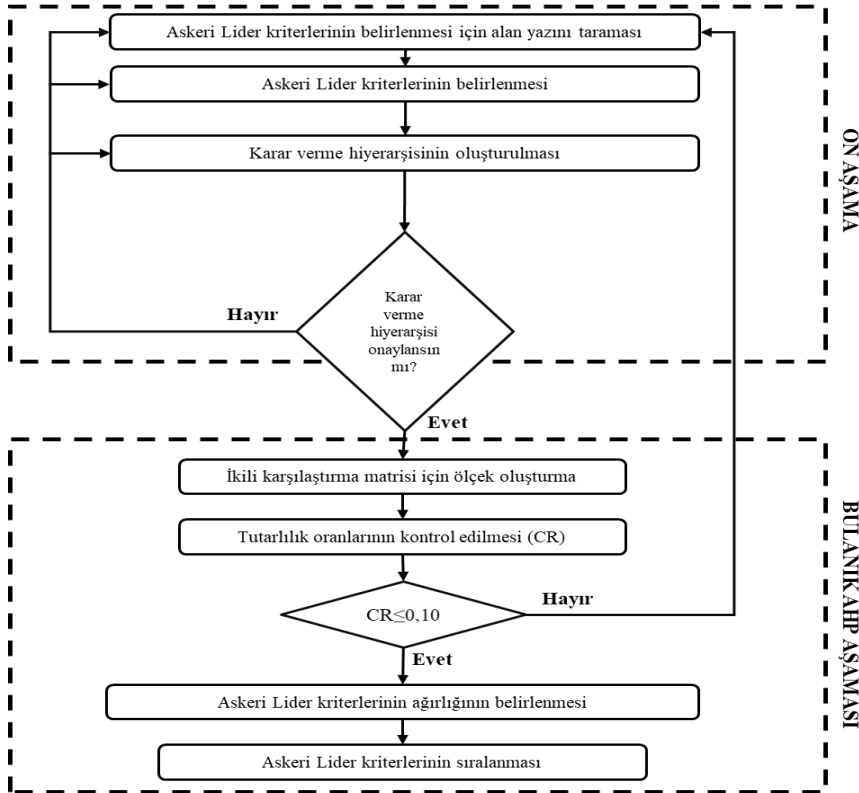 Askeri Lider kriterlerinin belirlenmesi için alan yazını taraması
Askeri Lider kriterlerinin belirlenmesi
Karar verme hiyerarşisinin oluşturulması
Karar
verme
hiyerarşisi
onaylansın
mı?
Hayır
Evet
ON AŞAMA
İkili karşılaştırma matrisi için ölçek oluşturma
Tutarlılık oranlarının kontrol edilmesi (CR)
CR≤0,10
Hayır
Evet
Askeri Lider kriterlerinin ağırlığının belirlenmesi
Askeri Lider kriterlerinin sıralanması
BULANIK AHP AŞAMASI